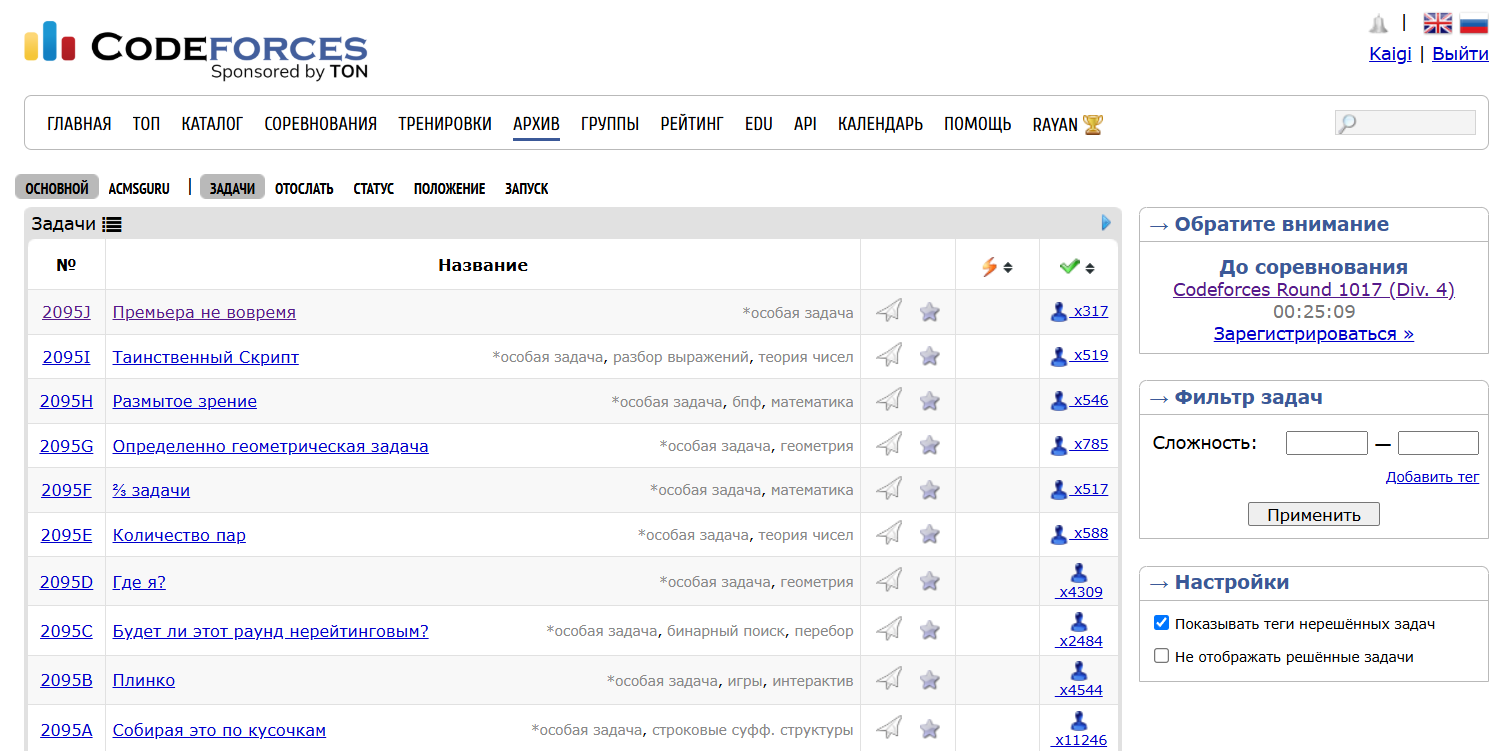 CODEFORCES
Sponsored by TON
|
Kaigi | Выйти
ГЛАВНАЯ ТОП КАТАЛОГ СОРЕВНОВАНИЯ ТРЕНИРОВКИ АРХИВ ГРУППЫ РЕЙТИНГ EDU API КАЛЕНДАРЬ ПОМОЩЬ RAYAN
ОСНОВНОЙ ACMSGURU | ЗАДАЧИ ОТОСЛАТЬ СТАТУС ПОЛОЖЕНИЕ ЗАПУСК
Задачи
№ Название
2095J Премьера не вовремя *особая задача x317
2095I Таинственный Скрипт *особая задача, разбор выражений, теория чисел x519
2095H Размытое зрение *особая задача, бпф, математика x546
2095G Определенно геометрическая задача *особая задача, геометрия x785
2095F ⅔ задачи *особая задача, математика x517
2095E Количество пар *особая задача, теория чисел x588
2095D Где я? *особая задача, геометрия x4309
2095C Будет ли этот раунд нерейтинговым? *особая задача, бинарный поиск, перебор x2484
2095B Плинко *особая задача, игры, интерактив x4544
2095A Собирая это по кусочкам *особая задача, строковые суфф. структуры x11246
→ Обратите внимание
До соревнования
Codeforces Round 1017 (Div. 4)
00:25:09
Зарегистрироваться »
→ Фильтр задач
Сложность: —
Добавить тег
Применить
→ Настройки
Показывать теги нерешённых задач
Не отображать решённые задачи